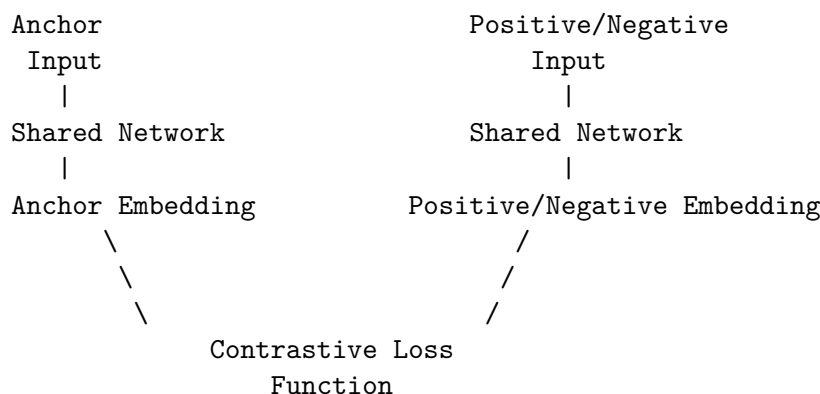 Anchor Positive/Negative
Input Input
| |
Shared Network Shared Network
| |
Anchor Embedding Positive/Negative Embedding
\ /
\ /
\ /
Contrastive Loss
Function